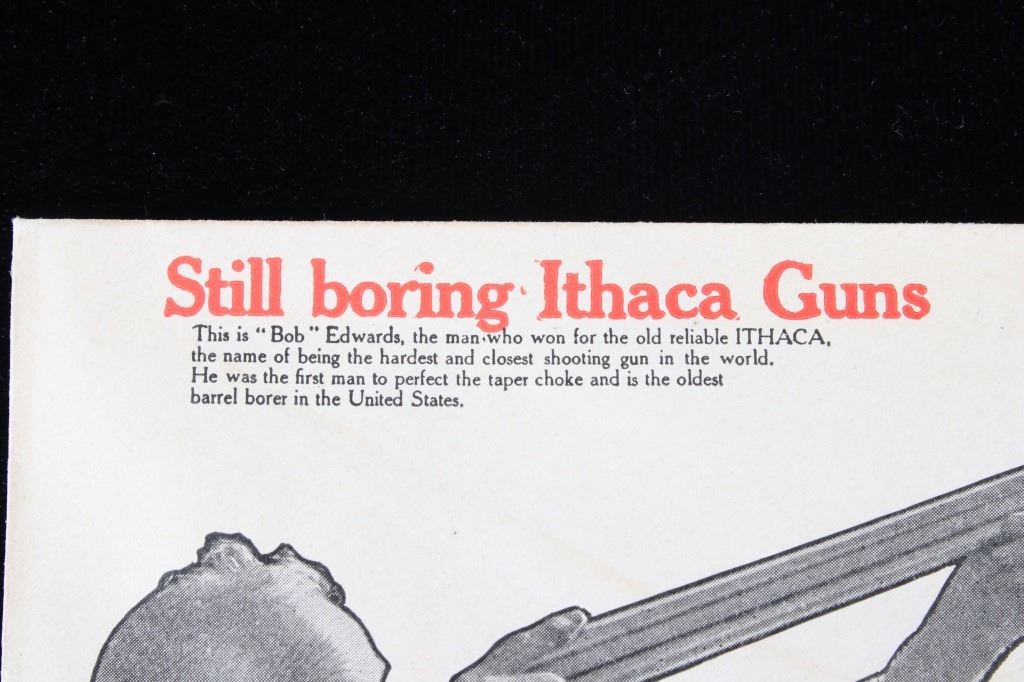 Still boring Ithaca Guns
This is "Bob" Edwards, the man who won for the old reliable ITHACA,
the name of being the hardest and closest shooting gun in the world.
He was the first man to perfect the taper choke and is the oldest
barrel borer in the United States.